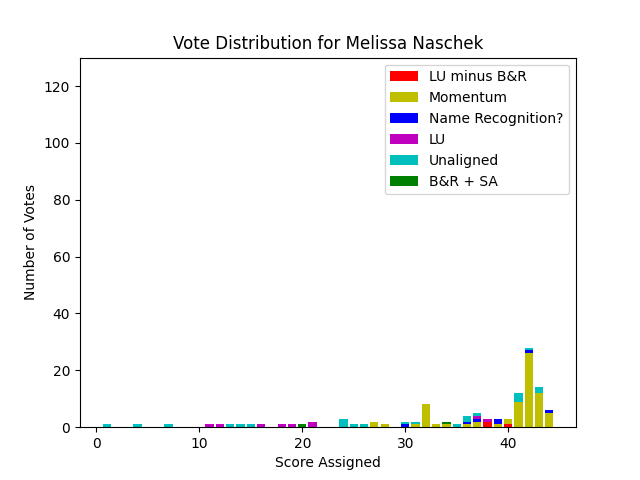 Vote Distribution for Melissa Naschek
LU minus B&R
Momentum
Name Recognition?
LU
Unaligned
B&R + SA
Number of Votes
120
100
80
60
40
20
0
0 10 20 30 40
Score Assigned